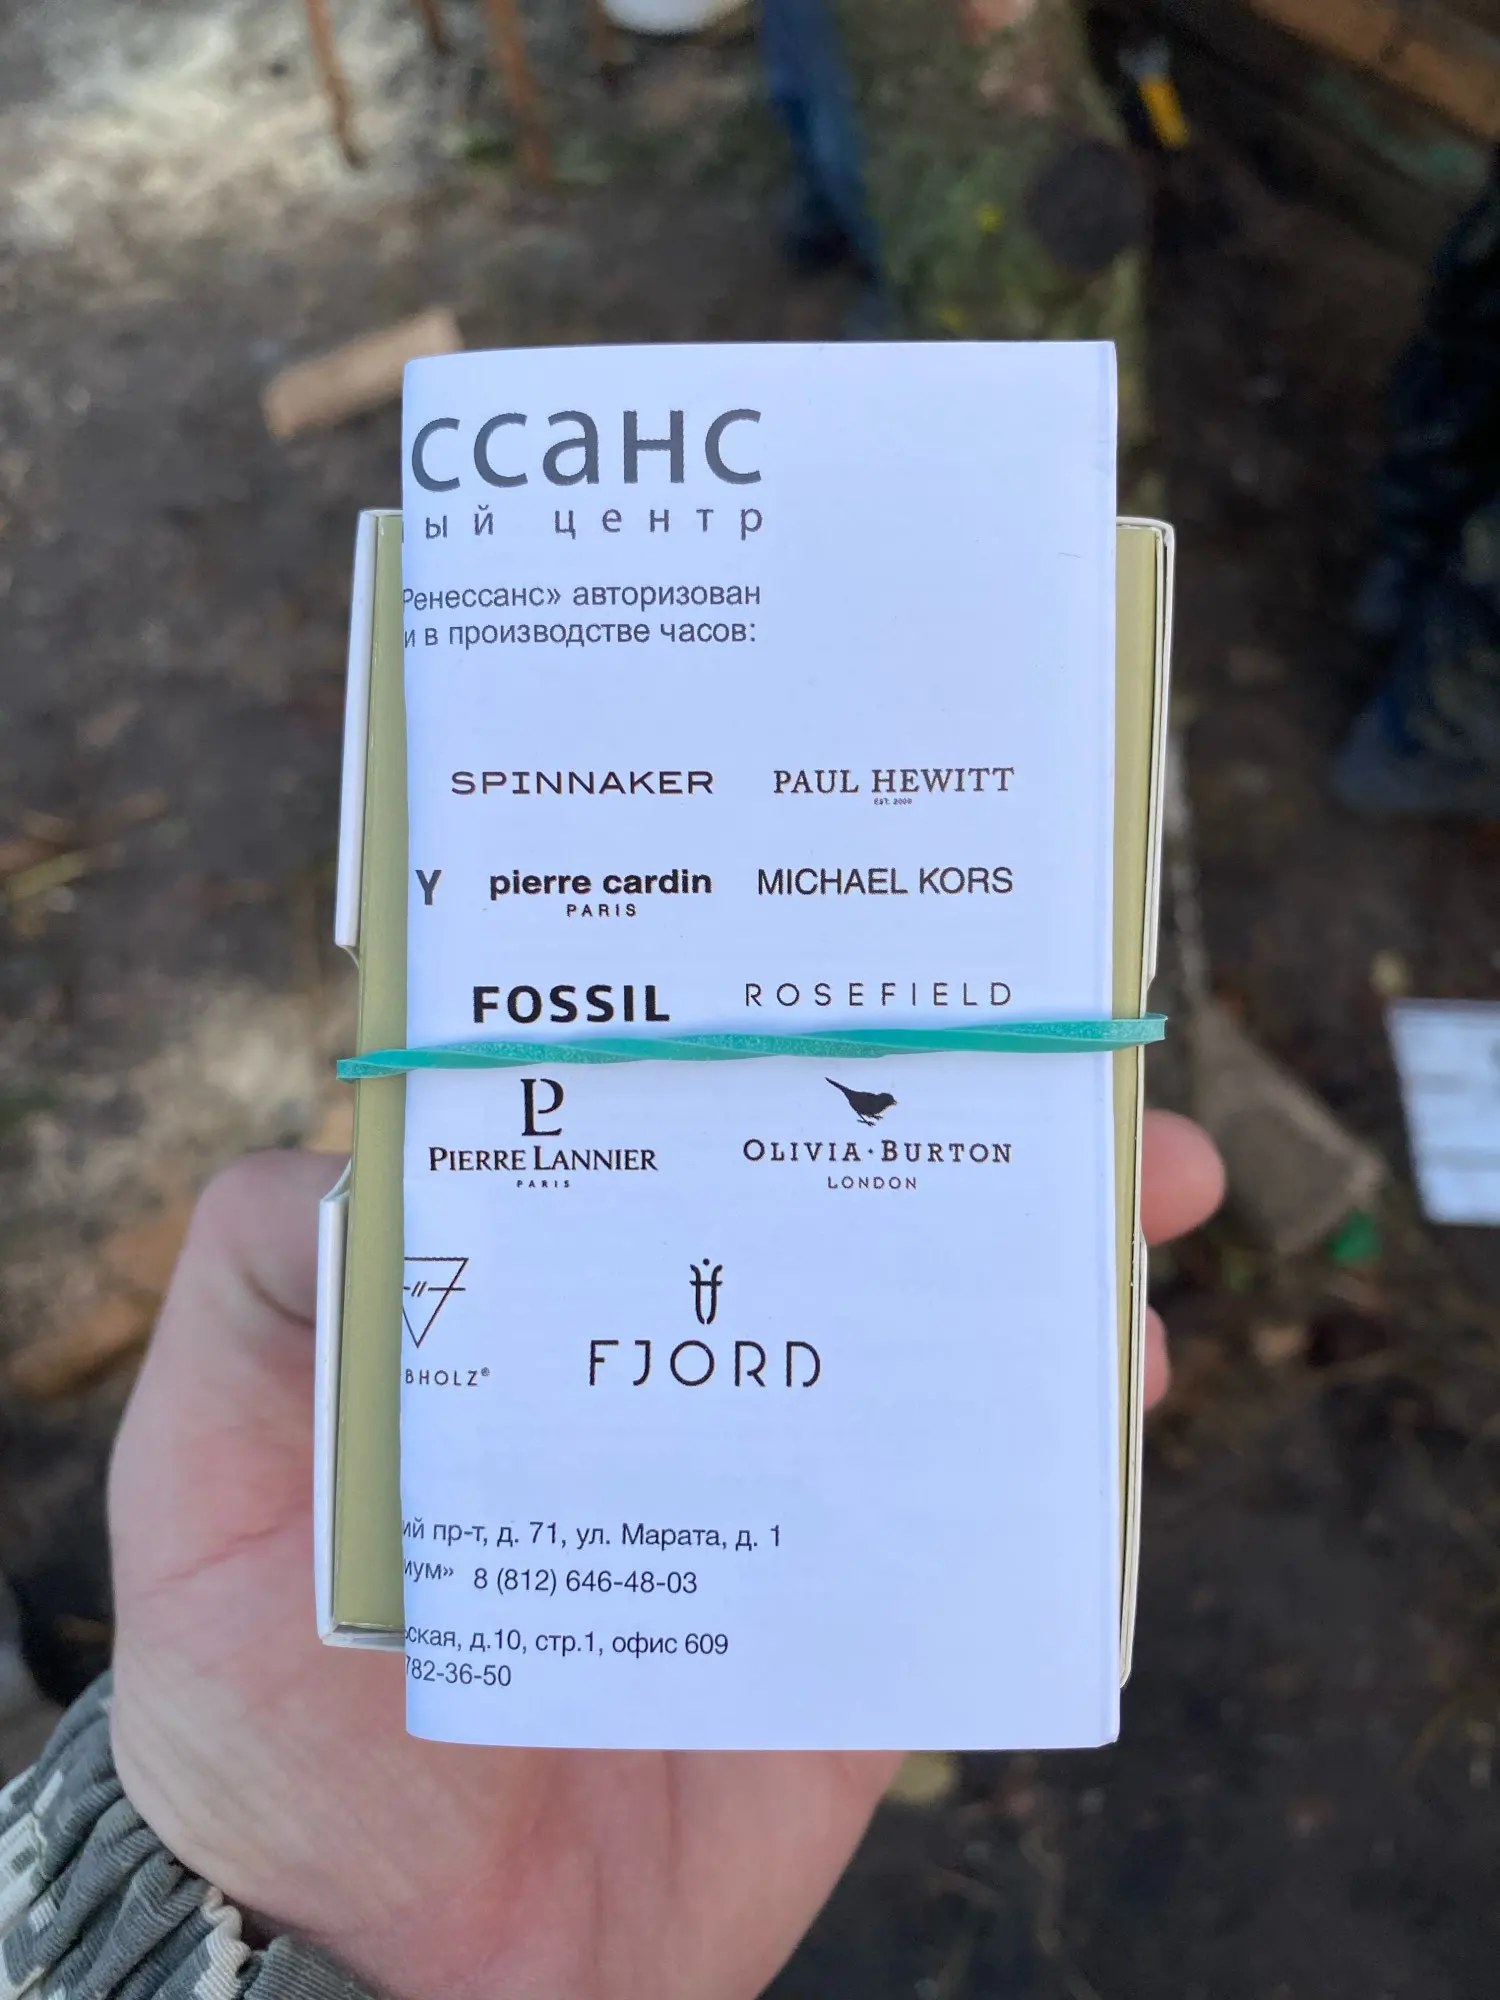 ссанс
ый центр
Ренессанс» авторизован
и в производстве часов:
SPINNAKER PAUL HEWITT
EST. 2009
Y pierre cardin MICHAEL KORS
PARIS
FOSSIL ROSEFIELD
PL
PIERRE LANNIER OLIVIA·BURTON
PARIS LONDON
BHOLZ® FJORD
ий пр-т, д. 71, ул. Марата, д. 1
иум» 8 (812) 646-48-03
ская, д.10, стр.1, офис 609
782-36-50